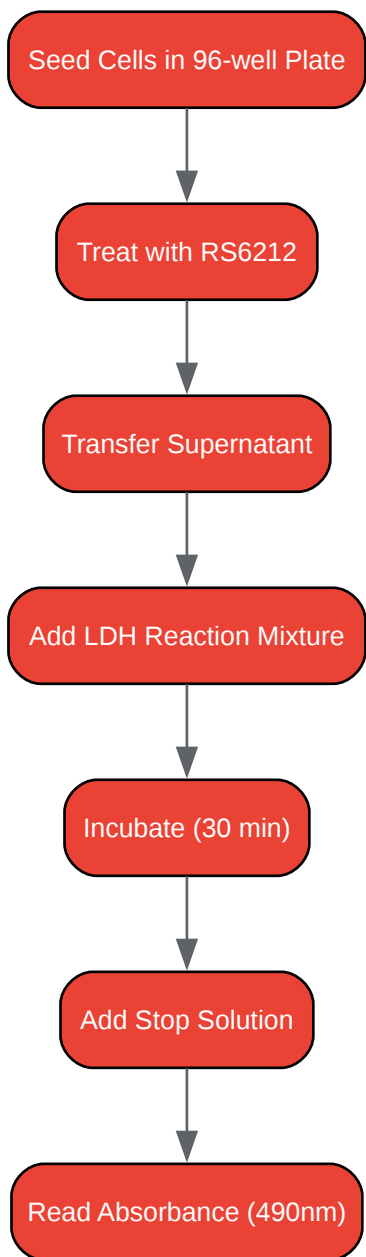 Seed Cells in 96-well Plate
Treat with RS6212
Transfer Supernatant
Add LDH Reaction Mixture
Incubate (30 min)
Add Stop Solution
Read Absorbance (490nm)